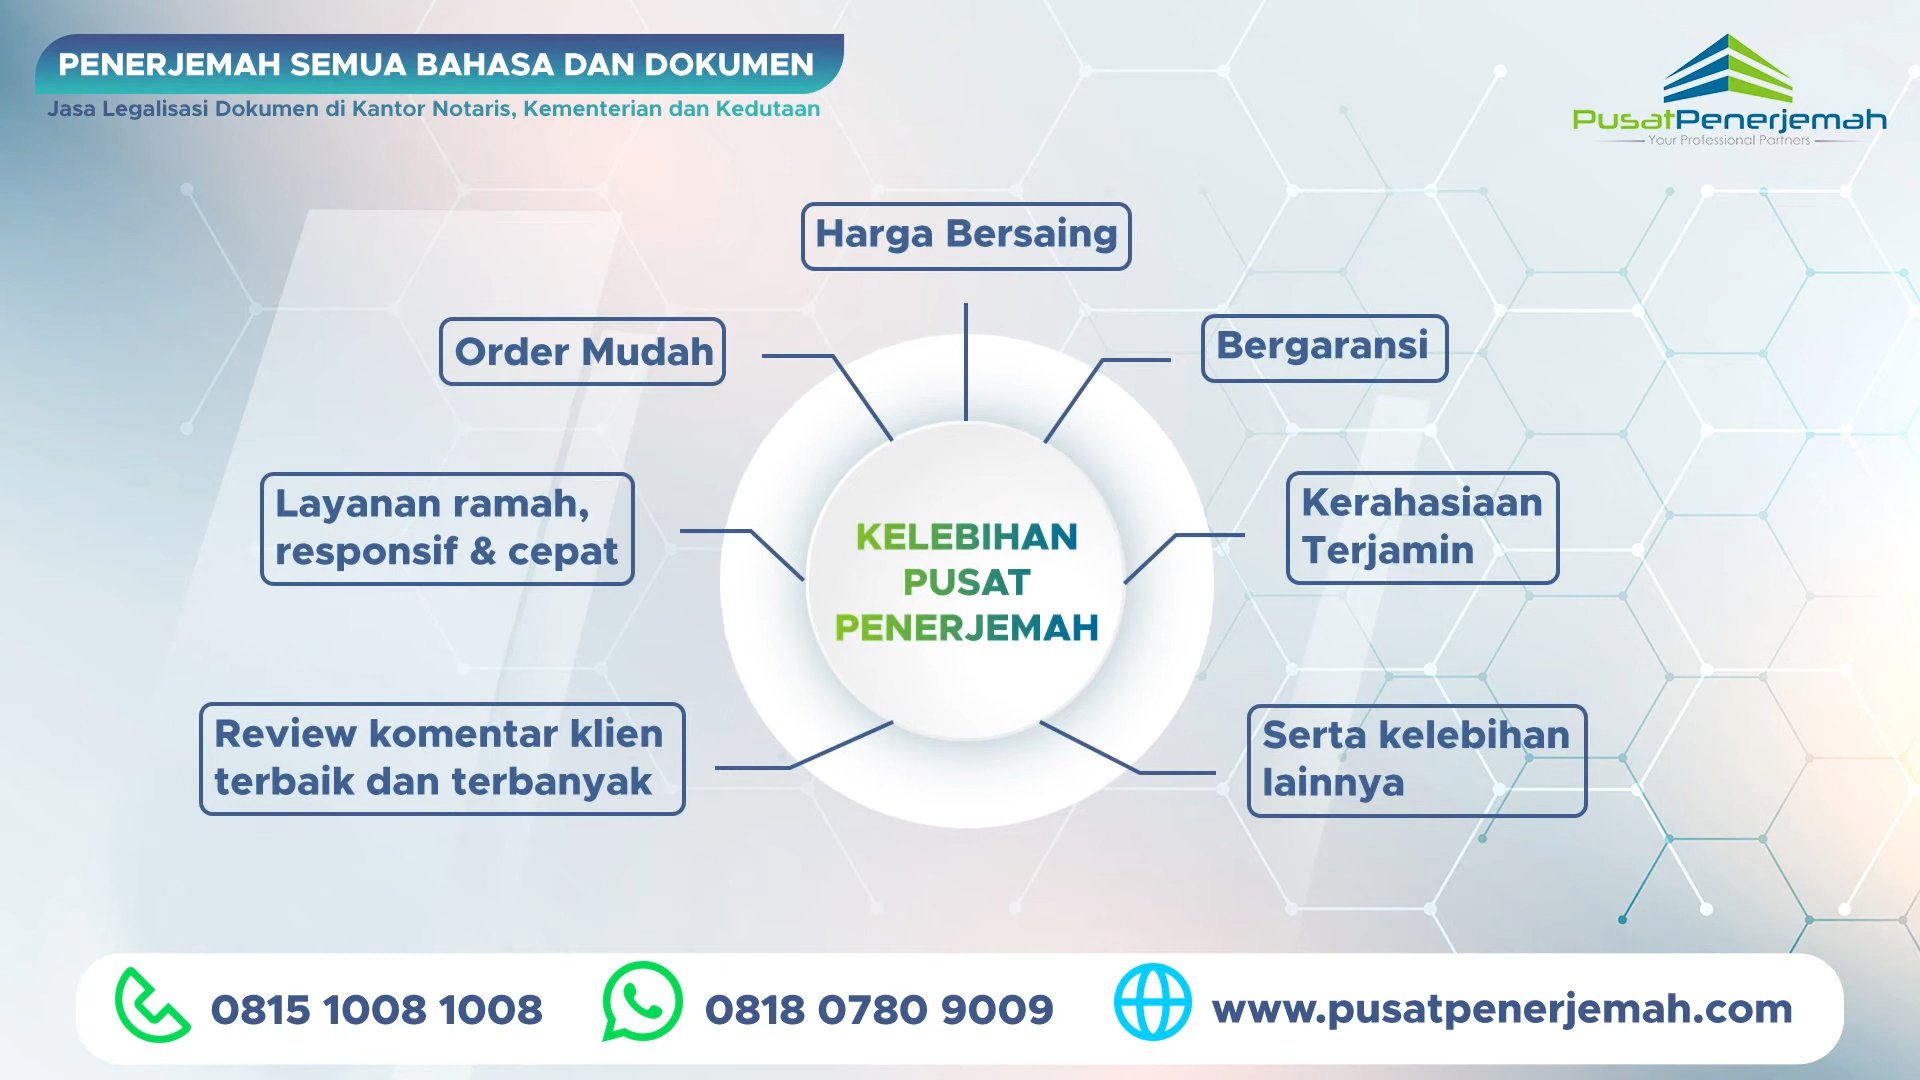 PENERJEMAH SEMUA BAHASA DAN DOKUMEN
Jasa Legalisasi Dokumen di Kantor Notaris, Kementerian dan Kedutaan
PusatPenerjemah
Your Professional Partners
Harga Bersaing
Order Mudah
Bergaransi
Layanan ramah,
responsif & cepat
Kerahasiaan
Terjamin
KELEBIHAN
PUSAT
PENERJEMAH
Review komentar klien
terbaik dan terbanyak
Serta kelebihan
lainnya
0815 1008 1008
0818 0780 9009
www.pusatpenerjemah.com